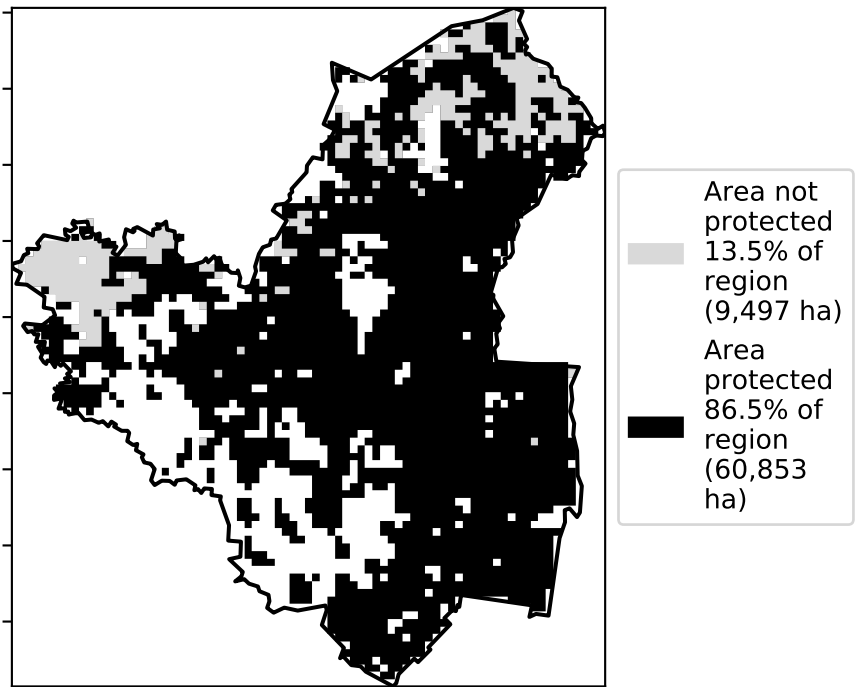 Area not
protected
13.5% of
region
(9,497 ha)
Area
protected
86.5% of
region
(60,853
ha)